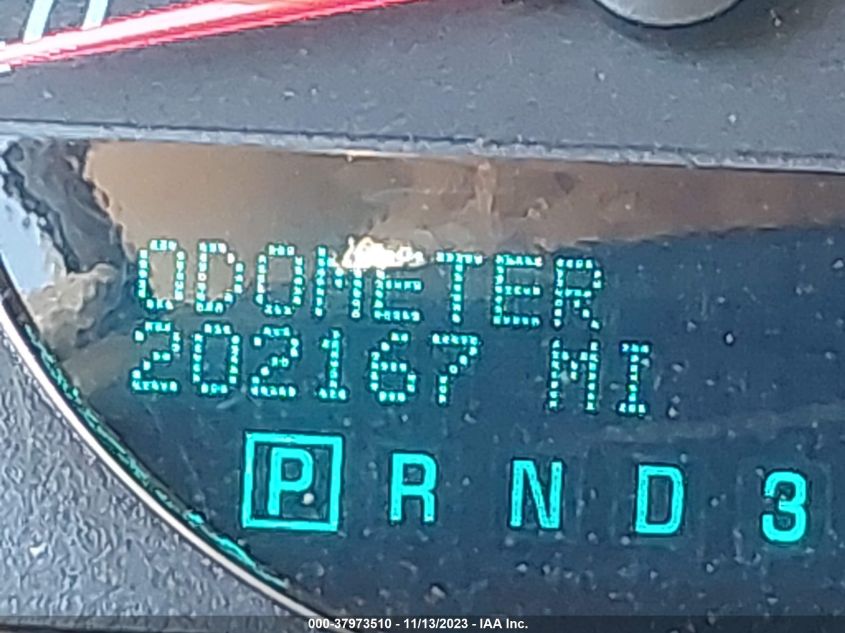 ODOMETER
202167 MI
P R N D 3
000-37973510 - 11/13/2023 - IAA Inc.